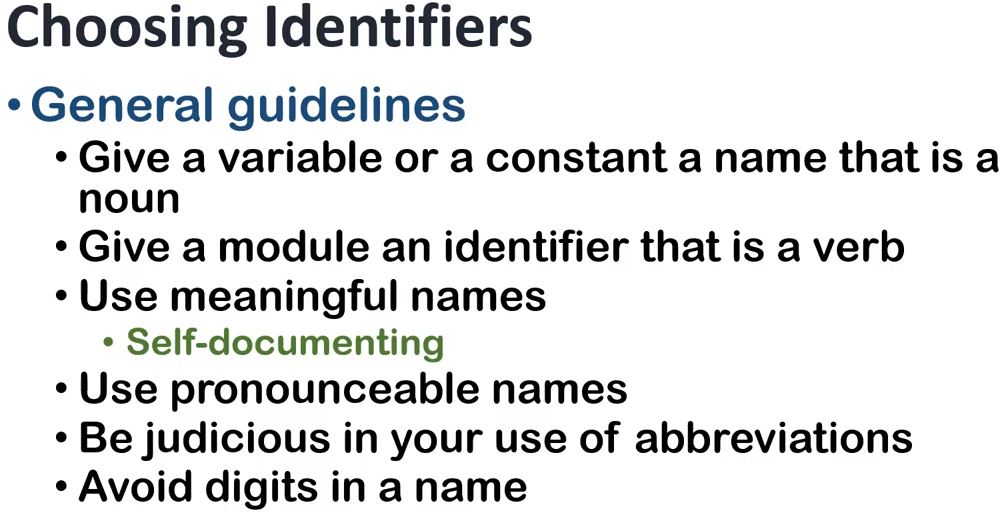 Choosing Identifiers
• General guidelines
• Give a variable or a constant a name that is a
noun
• Give a module an identifier that is a verb
• Use meaningful names
• Self-documenting
• Use pronounceable names
• Be judicious in your use of abbreviations
• Avoid digits in a name